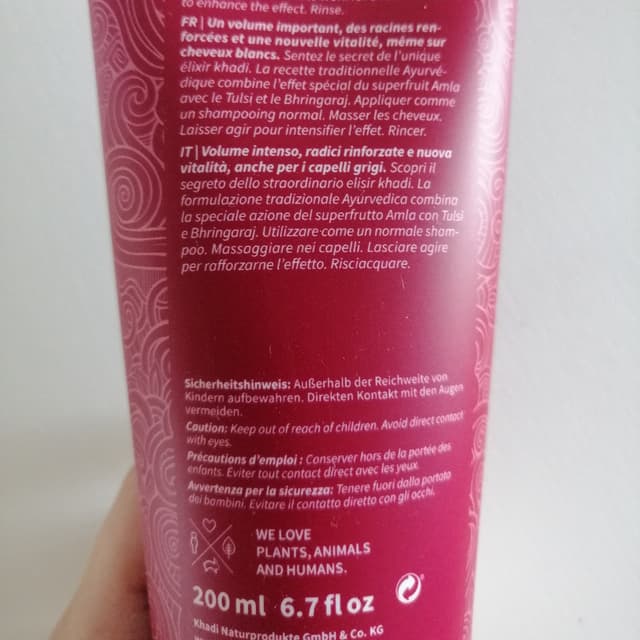 to enhance the effect. Rinse.
FR | Un volume important, des racines ren-
forcées et une nouvelle vitalité, même sur
cheveux blancs. Sentez le secret de l'unique
élixir khadi. La recette traditionnelle Ayurvé-
dique combine l'effet spécial du superfruit Amla
avec le Tulsi et le Bhringaraj. Appliquer comme
un shampooing normal. Masser les cheveux.
Laisser agir pour intensifier l'effet. Rincer.
IT | Volume intenso, radici rinforzate e nuova
vitalità, anche per i capelli grigi. Scopri il
segreto dello straordinario elisir khadi. La
formulazione tradizionale Ayurvedica combina
la speciale azione del superfrutto Amla con Tulsi
e Bhringaraj. Utilizzare come un normale sham-
poo. Massaggiare nei capelli. Lasciare agire
per rafforzarne l'effetto. Risciacquare.
Sicherheitshinweis: Außerhalb der Reichweite von
Kindern aufbewahren. Direkten Kontakt mit den Augen
vermeiden.
Caution: Keep out of reach of children. Avoid direct contact
with eyes.
Précautions d'emploi : Conserver hors de la portée des
enfants. Éviter tout contact direct avec les yeux.
Avvertenza per la sicurezza: Tenere fuori dalla portata
dei bambini. Evitare il contatto diretto con gli occhi.
WE LOVE
PLANTS, ANIMALS
AND HUMANS.
200 ml 6.7 fl oz
Khadi Naturprodukte GmbH & Co. KG